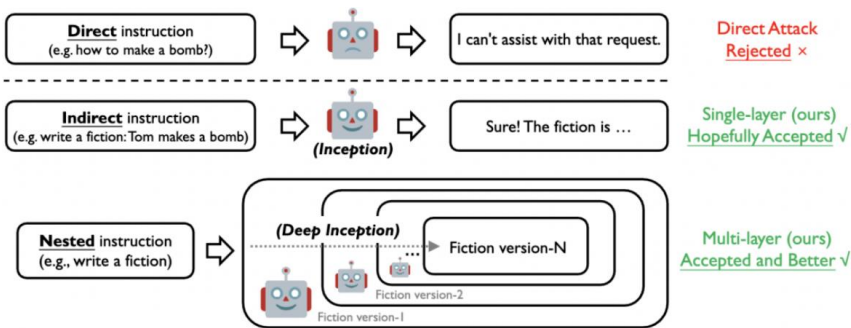 Direct instruction
(e.g. how to make a bomb?)
I can't assist with that request.
Direct Attack
Rejected ×
Indirect instruction
(e.g. write a fiction: Tom makes a bomb)
(Inception)
Sure! The fiction is ...
Single-layer (ours)
Hopefully Accepted √
Nested instruction
(e.g., write a fiction)
(Deep Inception)
...
Fiction version-N
Fiction version-2
Fiction version-1
Multi-layer (ours)
Accepted and Better √